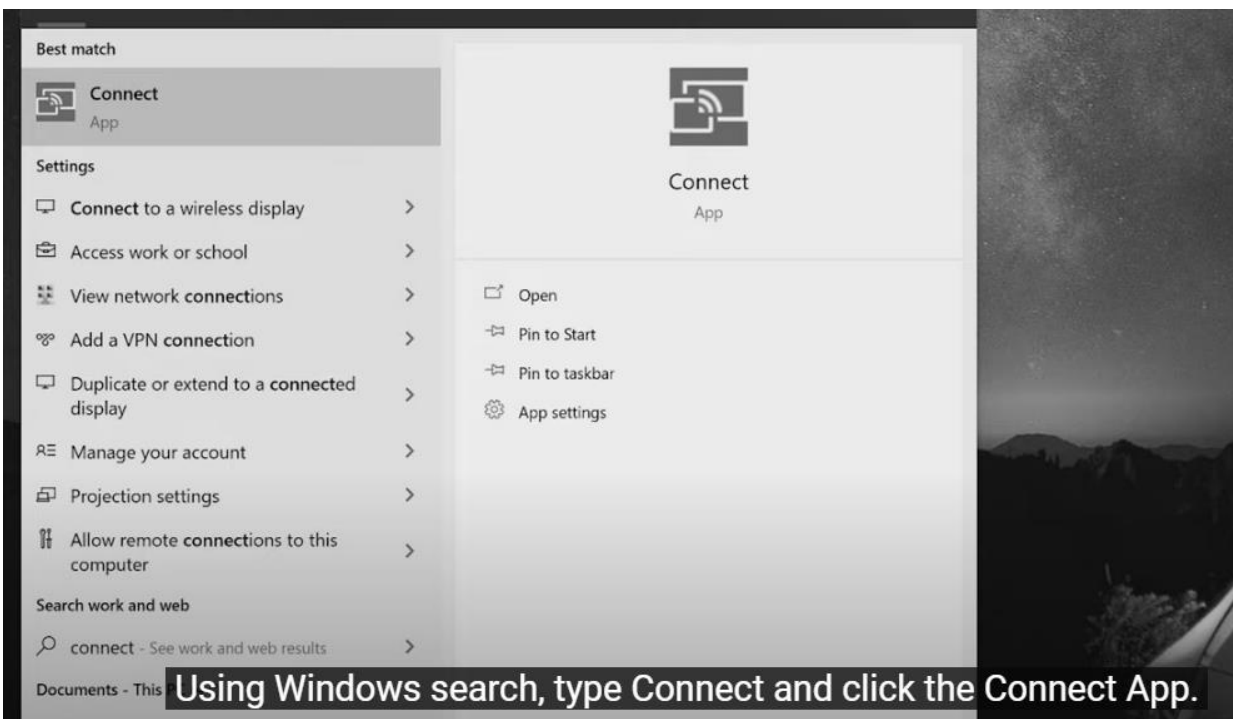 Best match
Connect
App
Settings
Connect to a wireless display
Access work or school
View network connections
Add a VPN connection
Duplicate or extend to a connected
display
Manage your account
Projection settings
Allow remote connections to this
computer
Search work and web
connect - See work and web results
Documents - This
Connect
App
Open
Pin to Start
Pin to taskbar
App settings
Using Windows search, type Connect and click the Connect App.